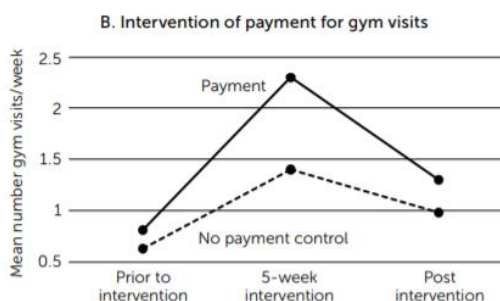 B. Intervention of payment for gym visits
Mean number gym visits/week
2.5
2
1.5
1
0.5
Payment
No payment control
Prior to
intervention
5-week
intervention
Post
intervention